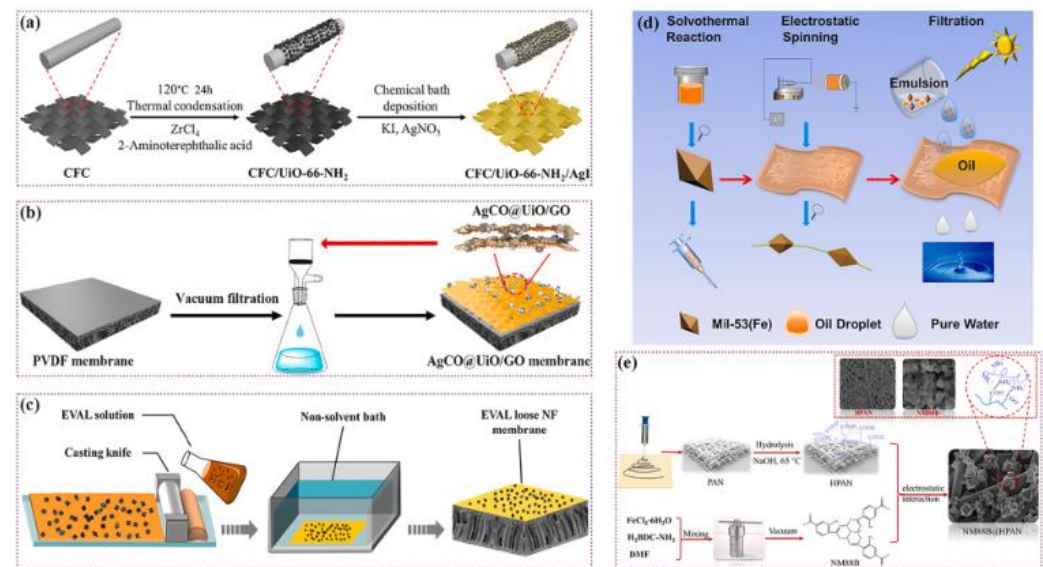 (a)
120℃ 24h
Thermal condensation
ZrCl4
2-Aminoterephthalic acid
Chemical bath
deposition
KI, AgNO3
CFC
CFC/UiO-66-NH2
CFC/UiO-66-NH2/AgI
(b)
AgCO@UiO/GO
Vacuum filtration
PVDF membrane
AgCO@UiO/GO membrane
(c)
EVAL solution
Casting knife
Non-solvent bath
EVAL loose NF
membrane
(d)
Solvothermal
Reaction
Electrostatic
Spinning
Filtration
Emulsion
Oil
Mil-53(Fe)
Oil Droplet
Pure Water
(e)
HPAN
NM88B
Hydrolysis
NaOH, 65 °C
PAN
HPAN
electrostatic
interaction
FeCl3·6H2O
H2BDC-NH2
DMF
Mixing
Vacuum
NM88B
NM88B@HPAN